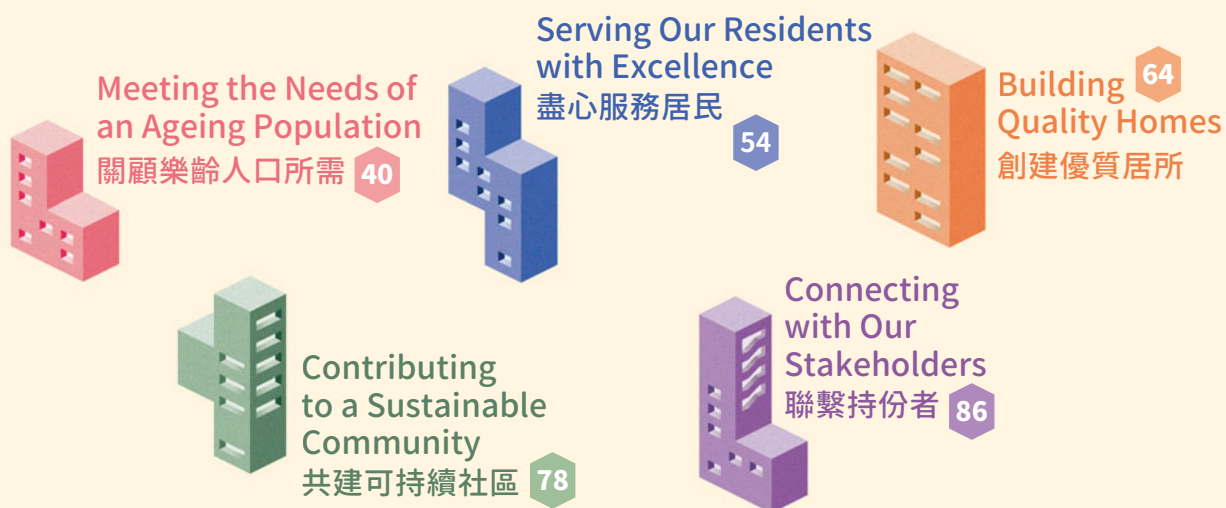 Meeting the Needs of
an Ageing Population
關顧樂齡人口所需 40
Serving Our Residents
with Excellence
盡心服務居民
54
Building 64
Quality Homes
創建優質居所
Contributing
to a Sustainable
Community
共建可持續社區 78
Connecting
with Our
Stakeholders
聯繫持份者 86